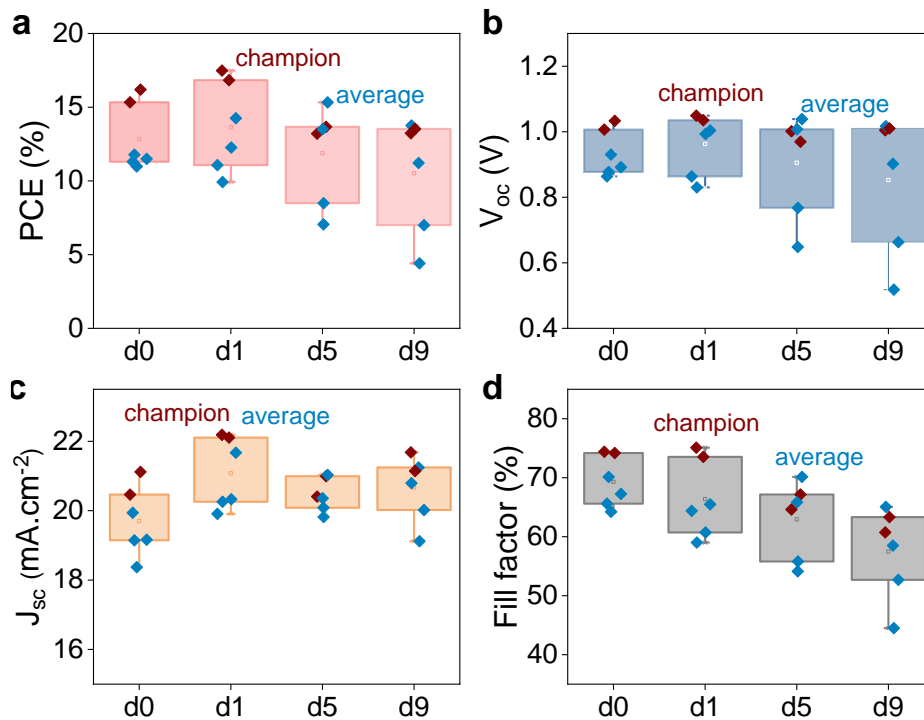 a
PCE (%)
20
15
10
5
0
champion
average
d0 d1 d5 d9
b
Voc (V)
1.2
1.0
0.8
0.6
0.4
champion
average
d0 d1 d5 d9
c
Jsc (mA.cm-2)
22
20
18
16
champion
average
d0 d1 d5 d9
d
Fill factor (%)
80
70
60
50
40
champion
average
d0 d1 d5 d9